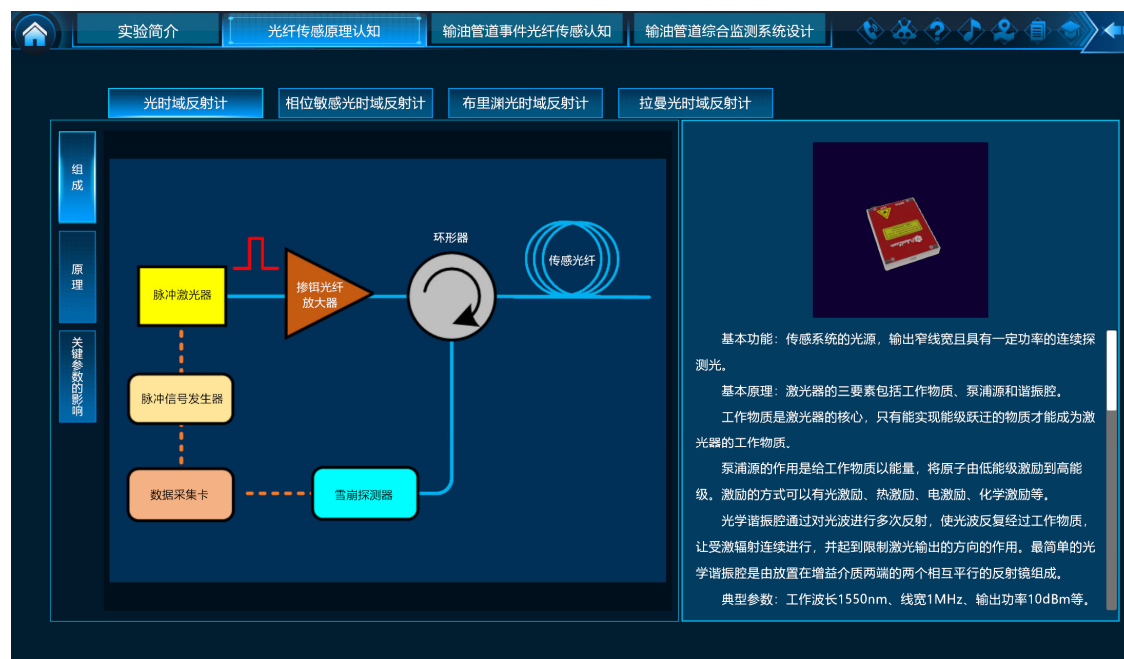 实验简介
光纤传感原理认知
输油管道事件光纤传感认知
输油管道综合监测系统设计
光时域反射计
相位敏感光时域反射计
布里渊光时域反射计
拉曼光时域反射计
组成
原理
关键参数的影响
环形器
传感光纤
脉冲激光器
掺铒光纤
放大器
脉冲信号发生器
数据采集卡
雪崩探测器
基本功能：传感系统的光源，输出窄线宽且具有一定功率的连续探
测光。
基本原理：激光器的三要素包括工作物质、泵浦源和谐振腔。
工作物质是激光器的核心，只有能实现能级跃迁的物质才能成为激
光器的工作物质。
泵浦源的作用是给工作物质以能量，将原子由低能级激励到高能
级。激励的方式可以有光激励、热激励、电激励、化学激励等。
光学谐振腔通过对光波进行多次反射，使光波反复经过工作物质，
让受激辐射连续进行，并起到限制激光输出的方向的作用。最简单的光
学谐振腔是由放置在增益介质两端的两个相互平行的反射镜组成。
典型参数：工作波长1550nm、线宽1MHz、输出功率10dBm等。